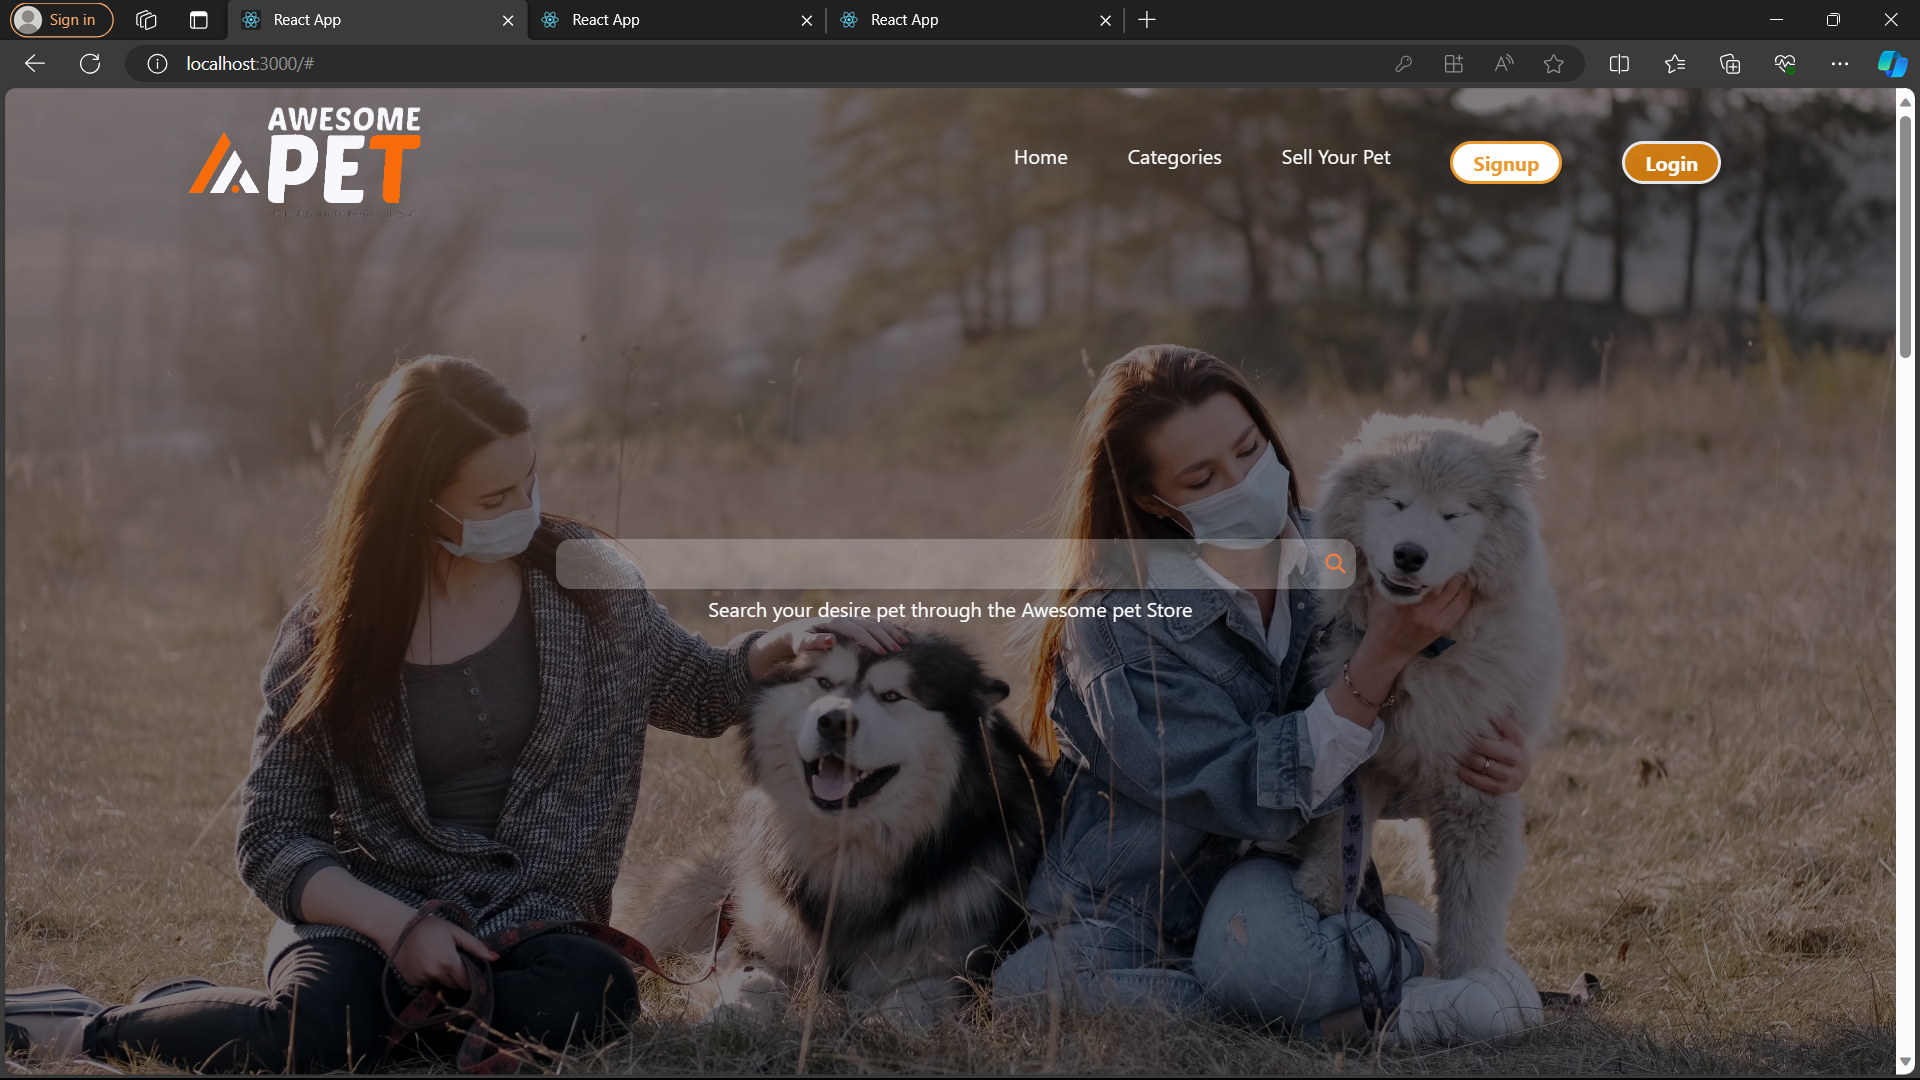 Sign in
React App
React App
React App
localhost:3000/#
AWESOME
PET
Home
Categories
Sell Your Pet
Signup
Login
Search your desire pet through the Awesome pet Store